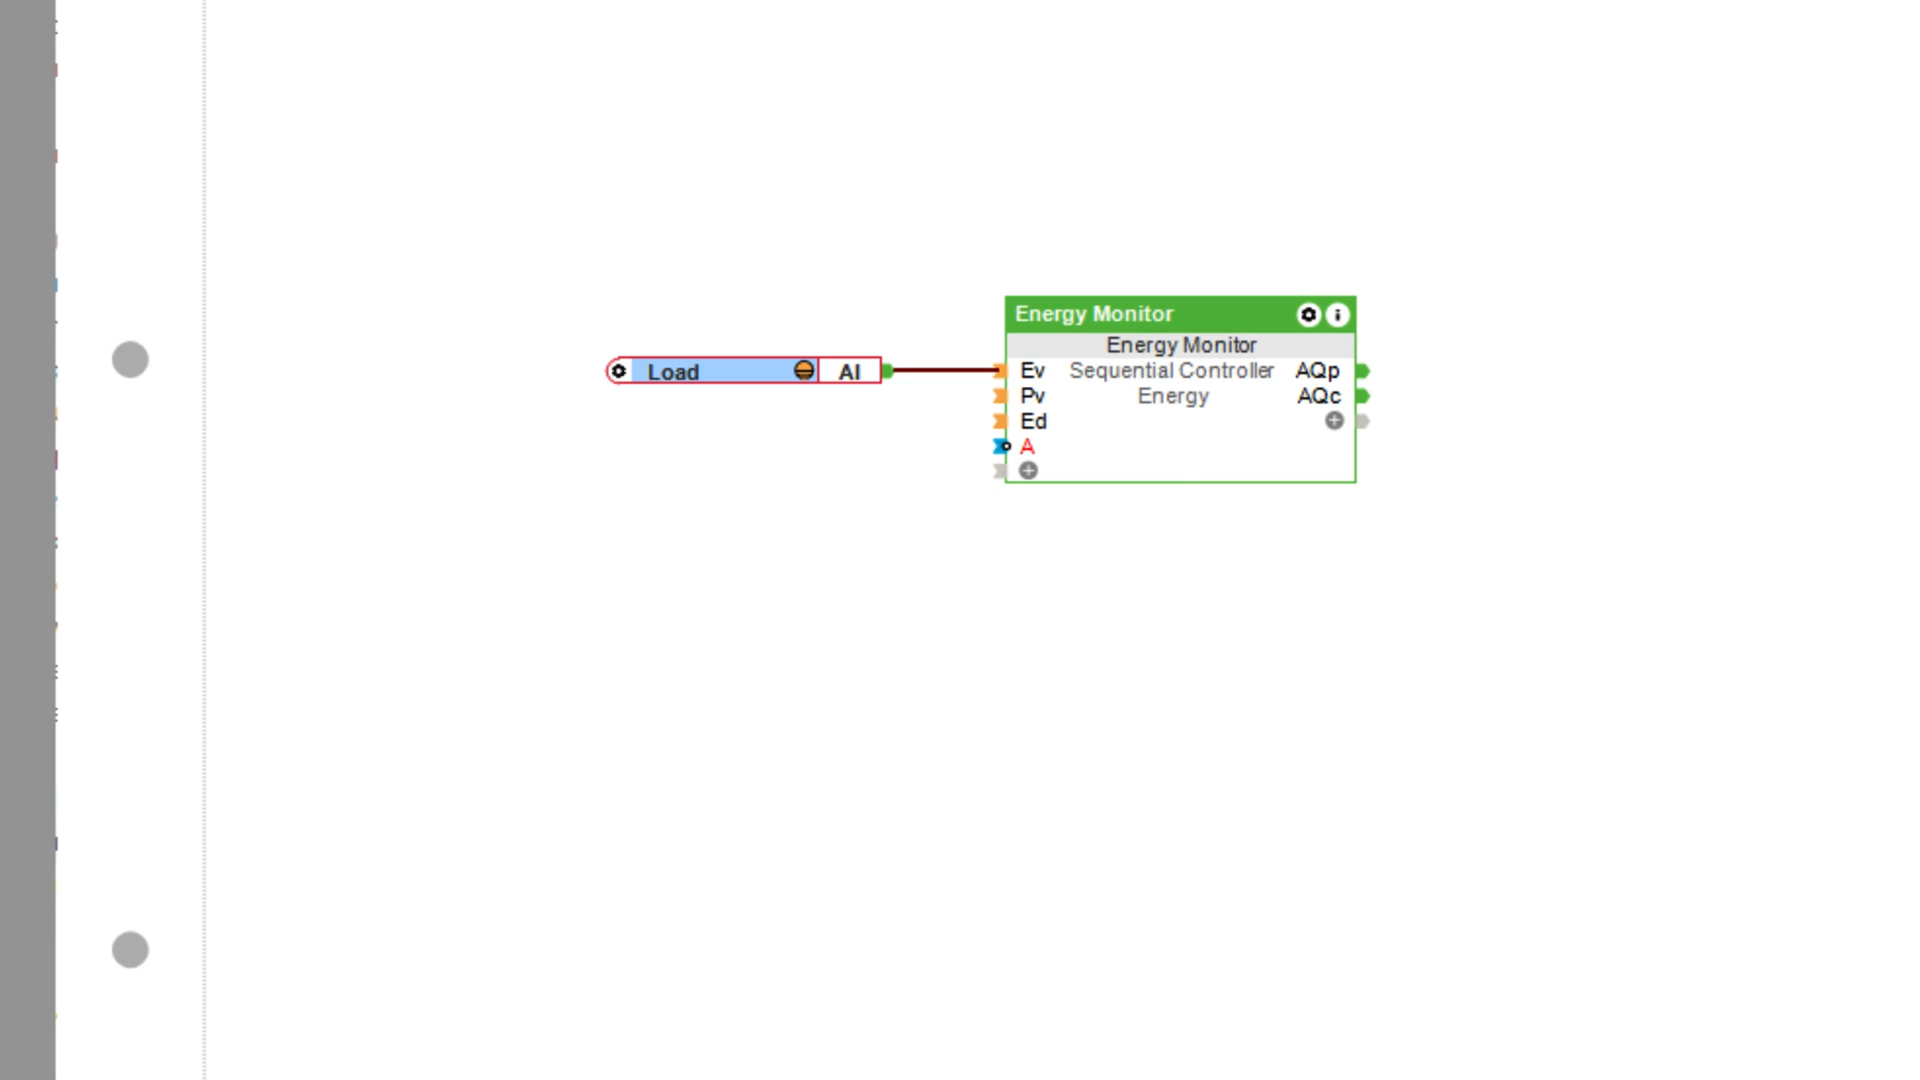 Energy Monitor
Energy Monitor
Load AI
Ev Sequential Controller AQp
Pv Energy AQc
Ed
A